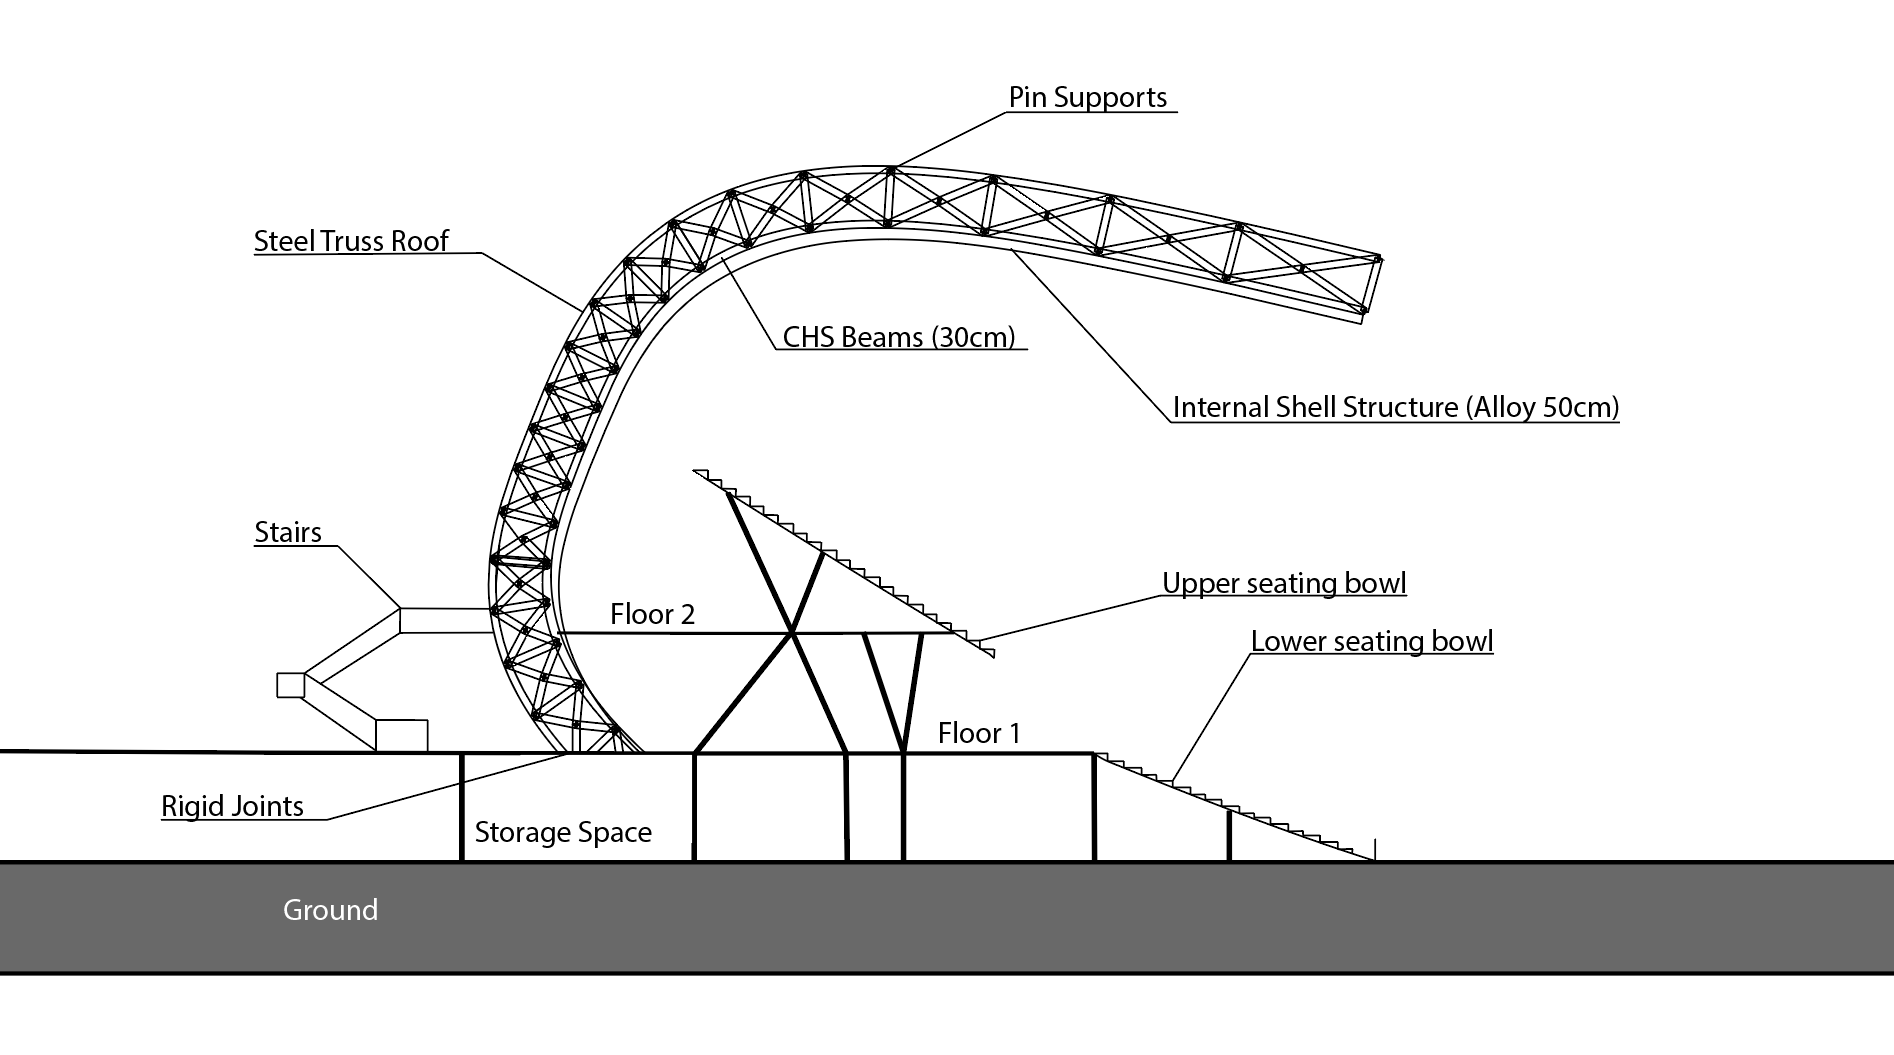 Pin Supports
Steel Truss Roof
CHS Beams (30cm)
Internal Shell Structure (Alloy 50cm)
Stairs
Upper seating bowl
Floor 2
Lower seating bowl
Floor 1
Rigid Joints
Storage Space
Ground